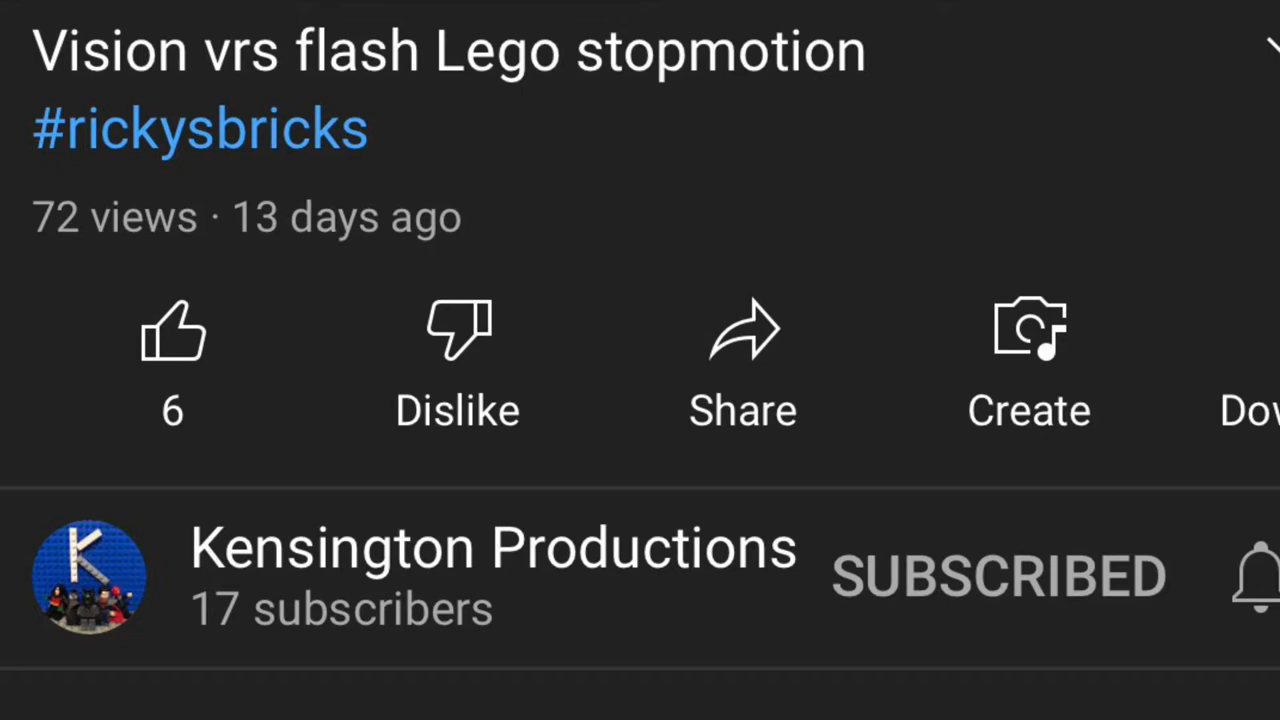 Vision vrs flash Lego stopmotion
#rickysbricks
72 views · 13 days ago
6 Dislike Share Create
Kensington Productions
SUBSCRIBED
17 subscribers